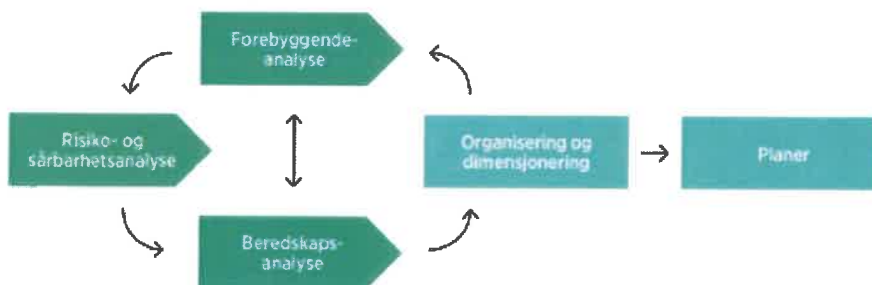 Forebyggende-
analyse
Risiko- og
sårbarhetsanalyse
Organisering og
dimensjonering
Planer
Beredskaps-
analyse